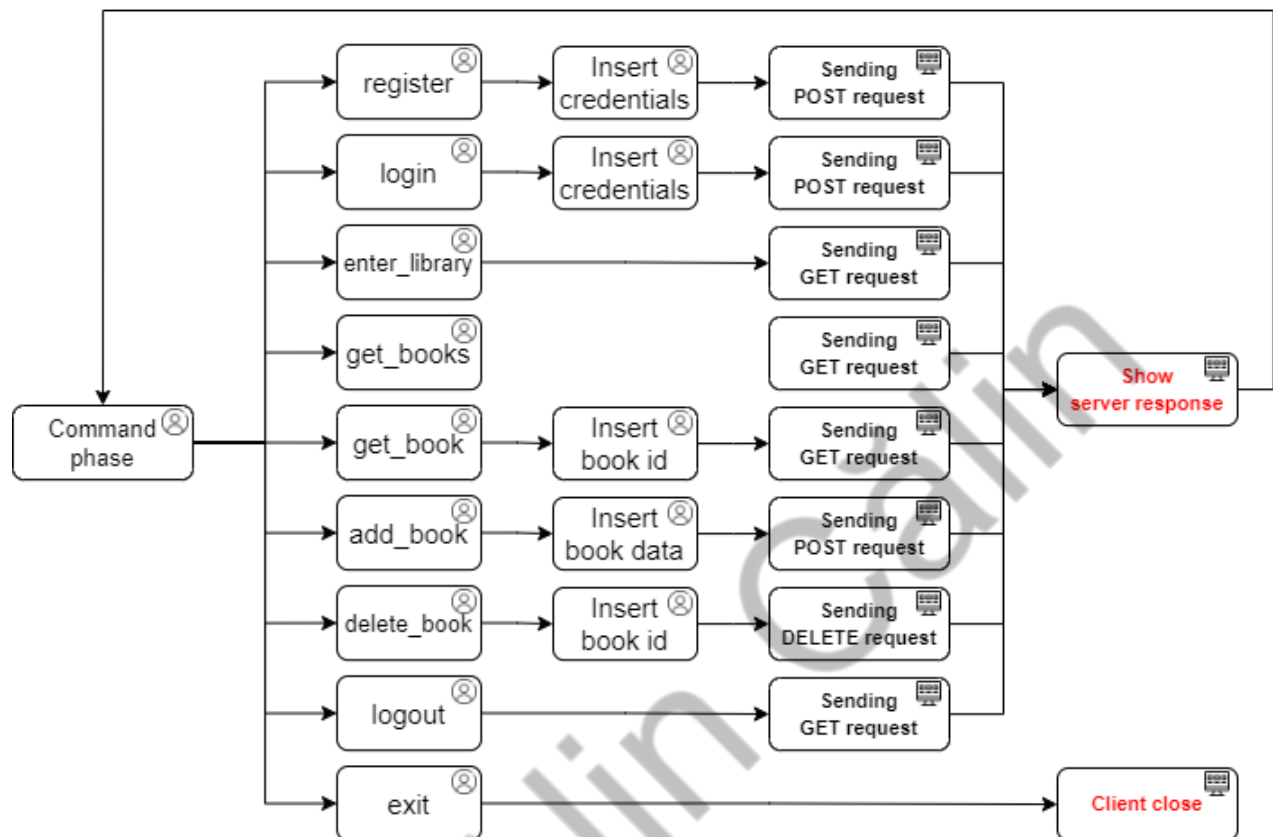 register
Insert
credentials
Sending
POST request
login
Insert
credentials
Sending
POST request
enter_library
Sending
GET request
get_books
Sending
GET request
Show
server response
Command
phase
get_book
Insert
book id
Sending
GET request
add_book
Insert
book data
Sending
POST request
delete_book
Insert
book id
Sending
DELETE request
logout
Sending
GET request
exit
Client close
lin Călin